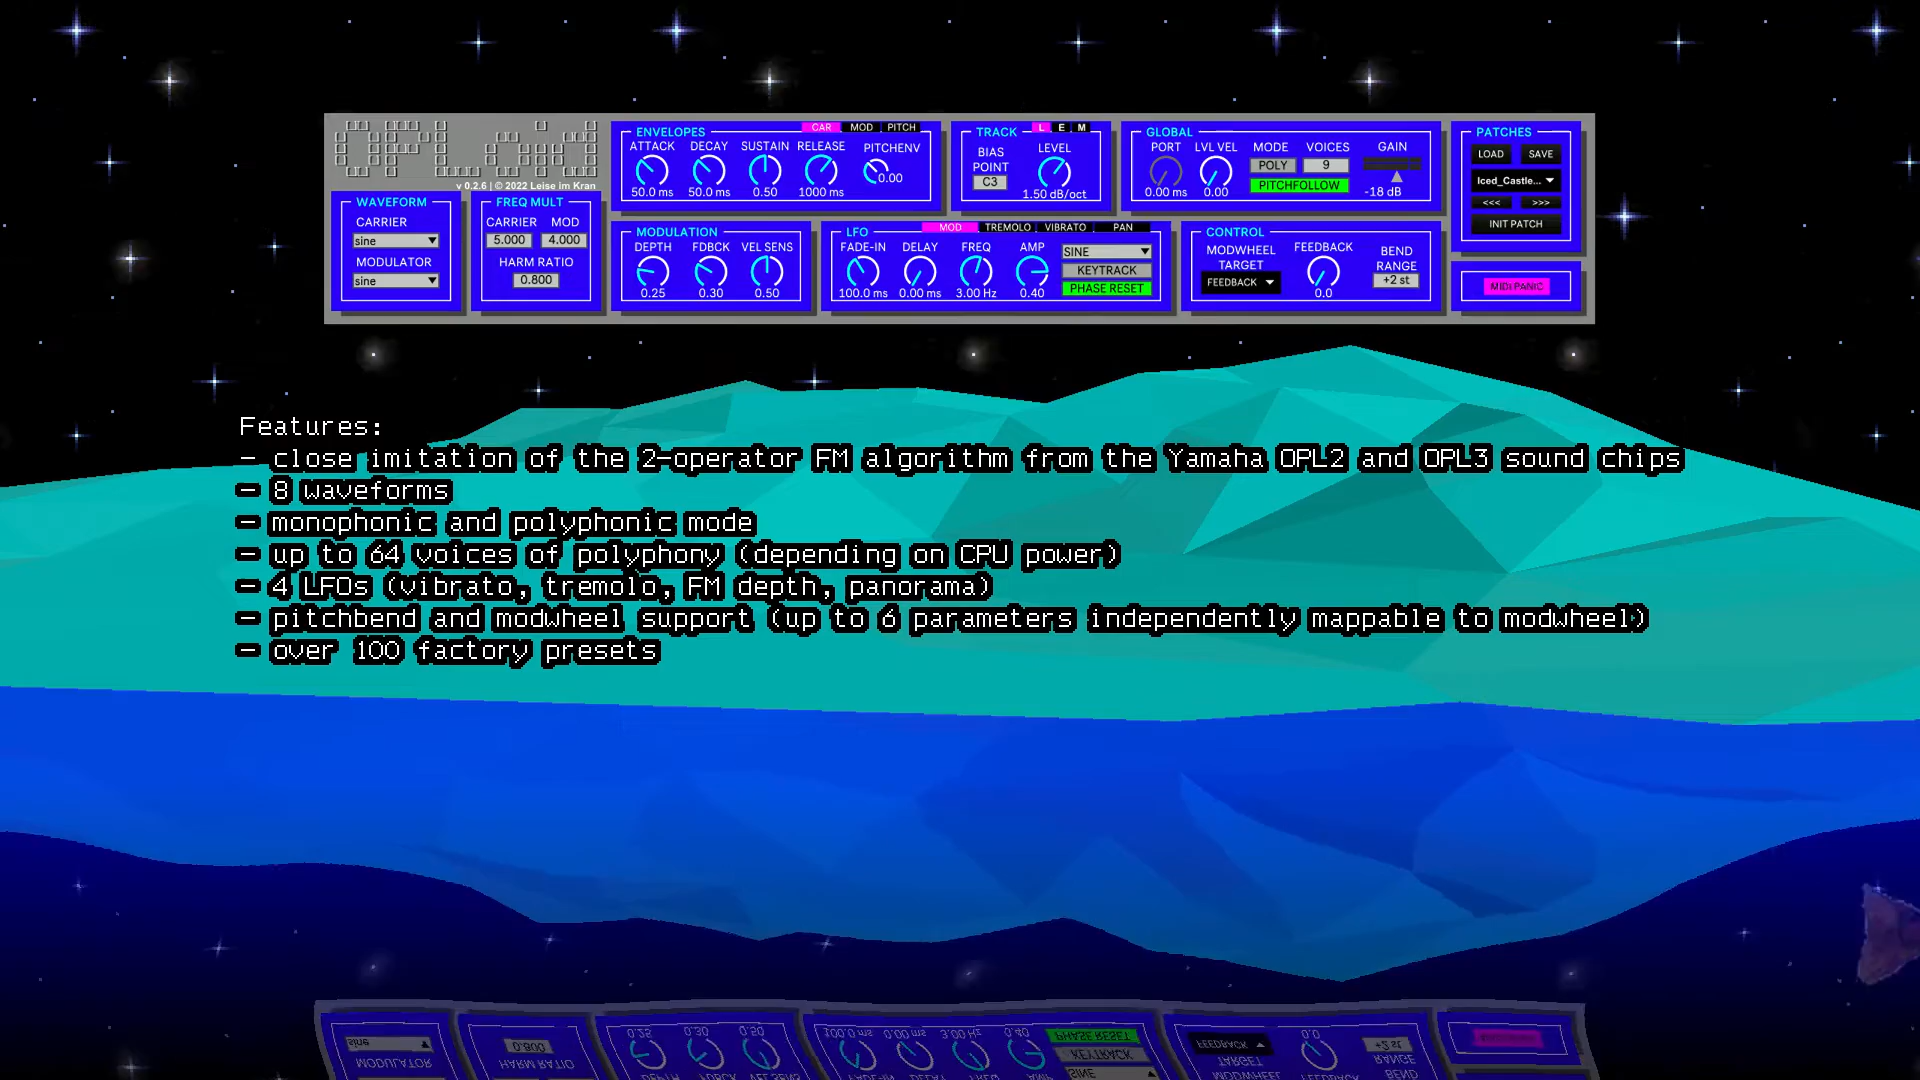 OPLoid
v 0.2.6 | © 2022 Leise im Kran
WAVEFORM
CARRIER
sine
MODULATOR
sine
FREQ MULT
CARRIER MOD
5.000 4.000
HARM RATIO
0.800
ENVELOPES CAR MOD PITCH
ATTACK DECAY SUSTAIN RELEASE PITCHENV
50.0 ms 50.0 ms 0.50 1000 ms 0.00
TRACK L E M
BIAS POINT LEVEL
C3 1.50 dB/oct
GLOBAL
PORT LVL VEL MODE VOICES GAIN
POLY 9
PITCHFOLLOW
0.00 ms 0.00 -18 dB
PATCHES
LOAD SAVE
Iced_Castle...
<<< >>>
INIT PATCH
MODULATION
DEPTH FDBCK VEL SENS
0.25 0.30 0.50
LFO MOD TREMOLO VIBRATO PAN
FADE-IN DELAY FREQ AMP SINE
KEYTRACK
PHASE RESET
100.0 ms 0.00 ms 3.00 Hz 0.40
CONTROL
MODWHEEL TARGET FEEDBACK BEND RANGE
FEEDBACK 0.0 +2 st
MIDI PANIC
Features:
- close imitation of the 2-operator FM algorithm from the Yamaha OPL2 and OPL3 sound chips
- 8 waveforms
- monophonic and polyphonic mode
- up to 64 voices of polyphony (depending on CPU power)
- 4 LFOs (vibrato, tremolo, FM depth, panorama)
- pitchbend and modwheel support (up to 6 parameters independently mappable to modwheel)
- over 100 factory presets